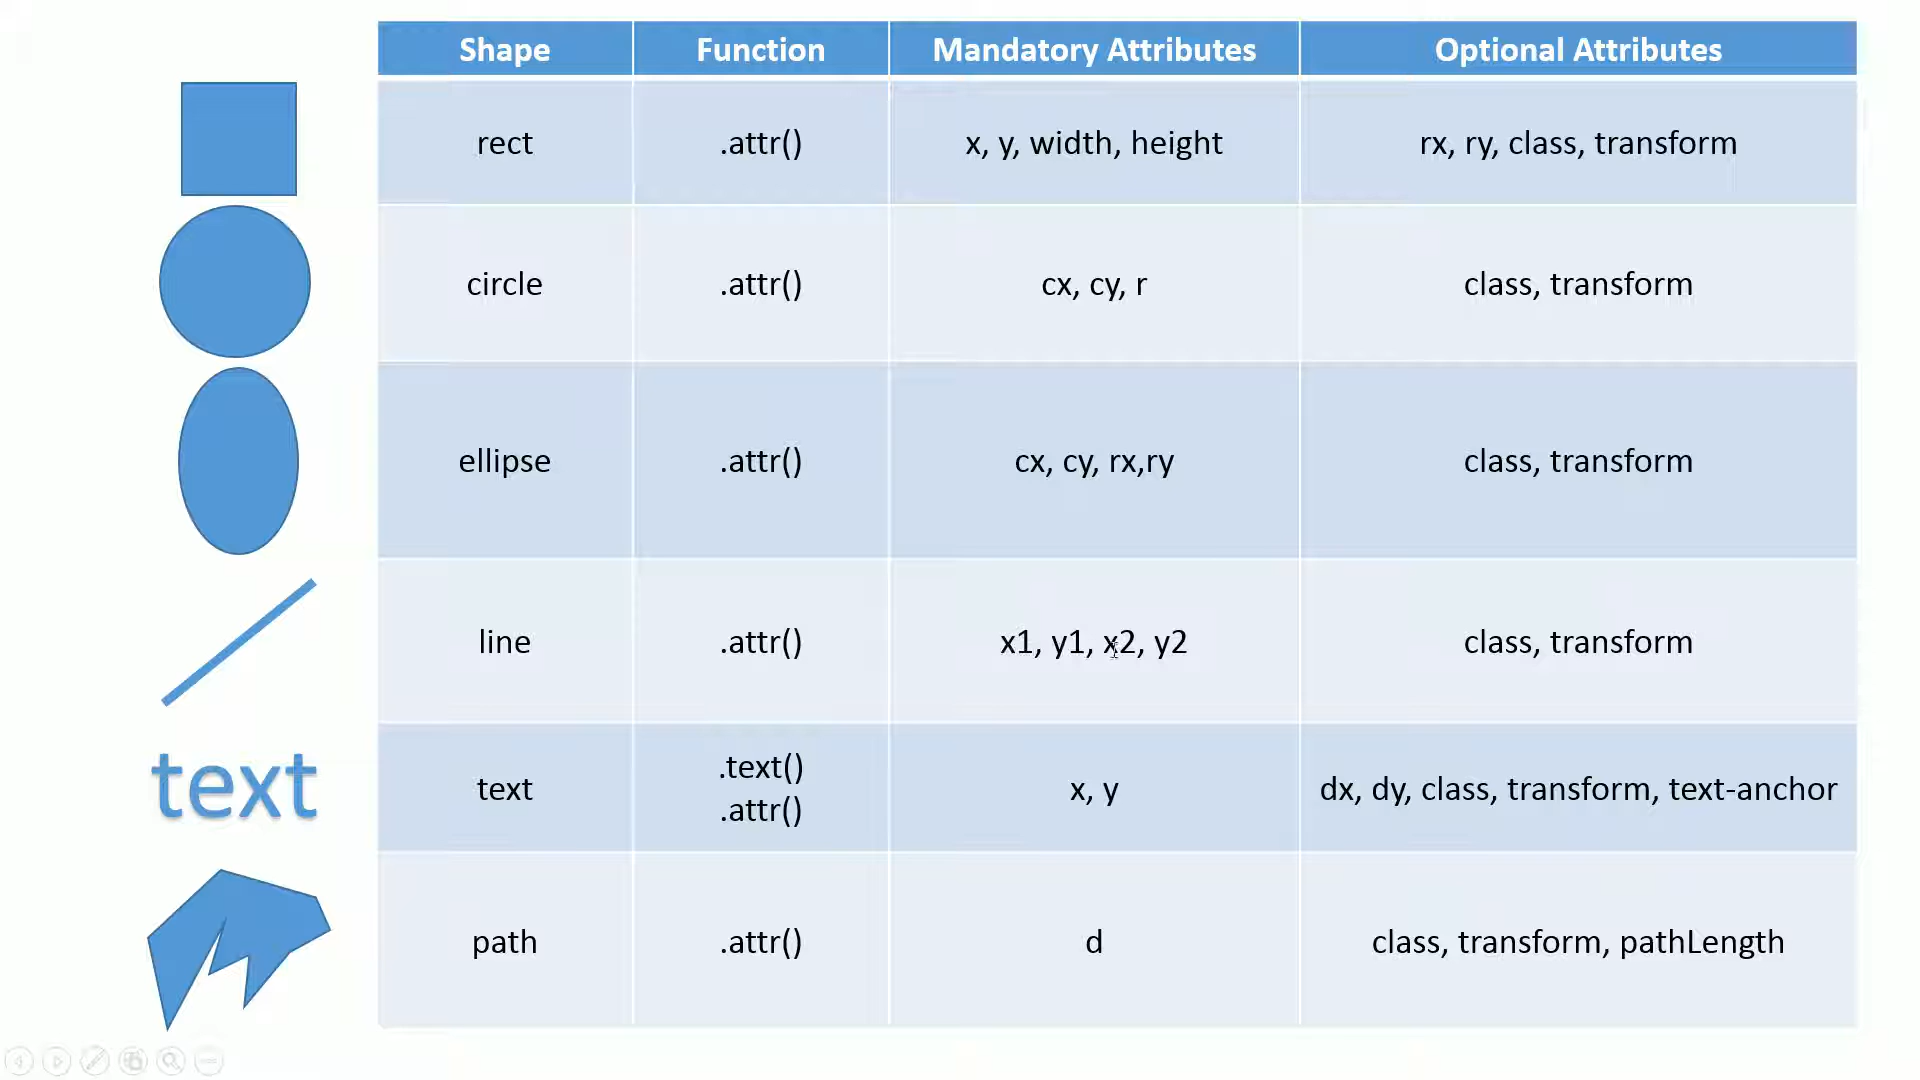 Shape Function Mandatory Attributes Optional Attributes
rect .attr() x, y, width, height rx, ry, class, transform
circle .attr() cx, cy, r class, transform
ellipse .attr() cx, cy, rx,ry class, transform
line .attr() x1, y1, x2, y2 class, transform
text text .text() .attr() x, y dx, dy, class, transform, text-anchor
path .attr() d class, transform, pathLength